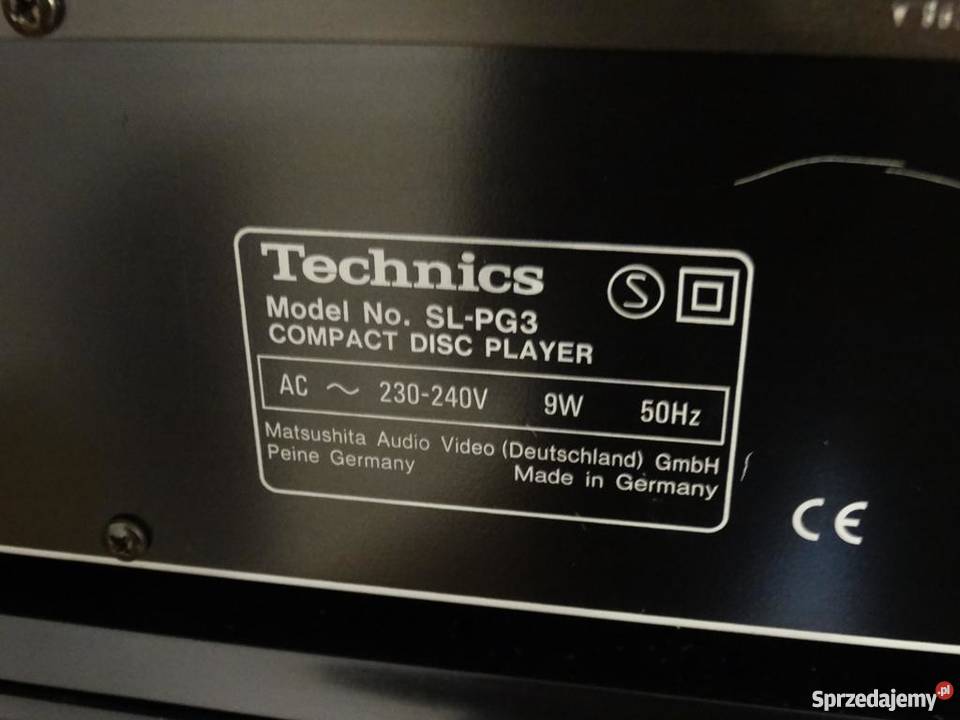 Technics
Model No. SL-PG3
COMPACT DISC PLAYER
AC ~ 230-240V 9W 50Hz
Matsushita Audio Video (Deutschland) GmbH
Peine Germany
Made in Germany
CE
Sprzedajemy.pl